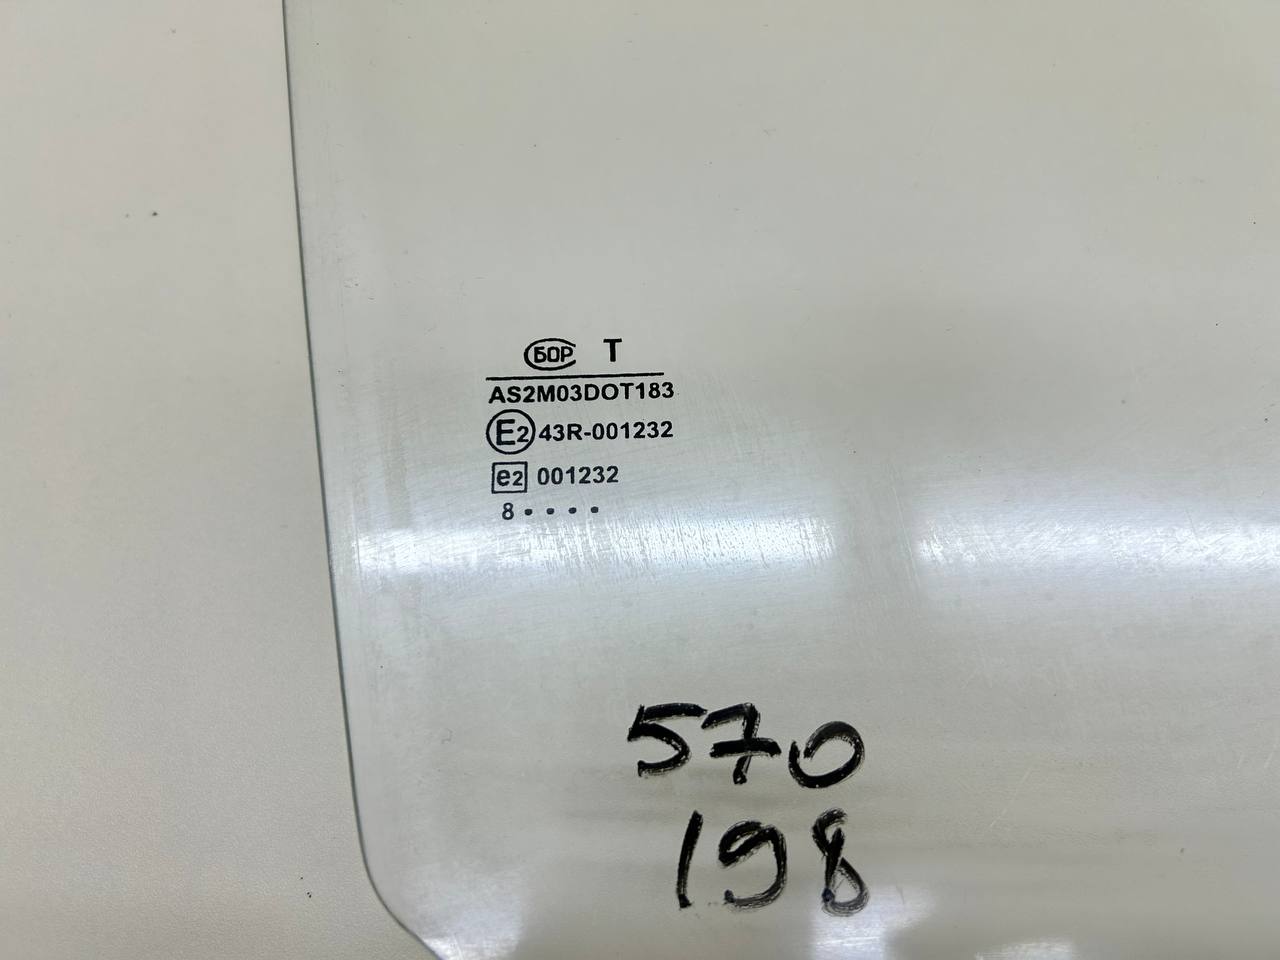 БОР T
AS2M03DOT183
E2 43R-001232
e2 001232
8 • • • •
570
198